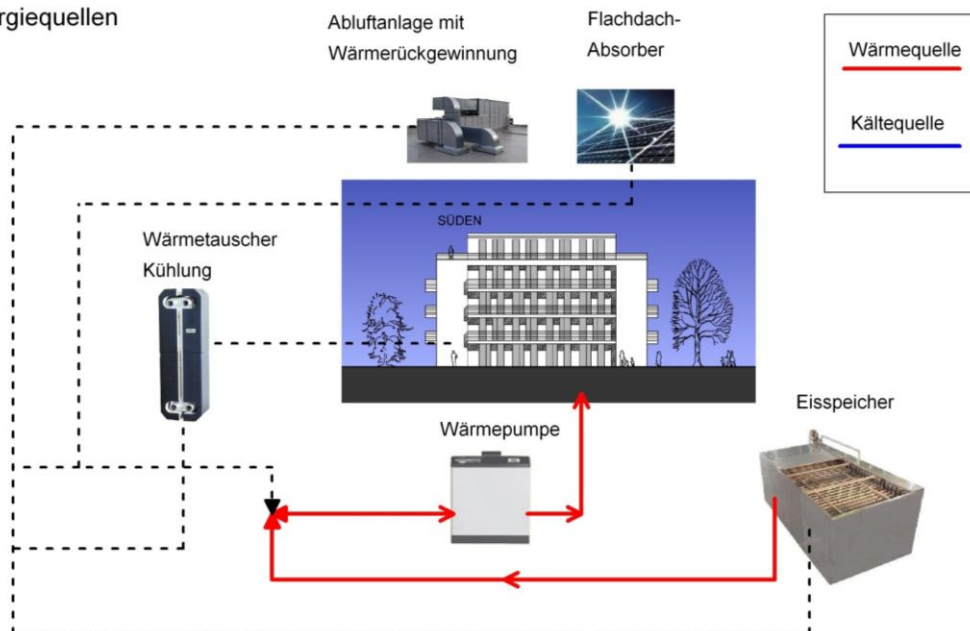 rgiequellen
Abluftanlage mit
Wärmerückgewinnung
Flachdach-
Absorber
Wärmequelle
Kältequelle
SÜDEN
Wärmetauscher
Kühlung
Wärmepumpe
Eisspeicher